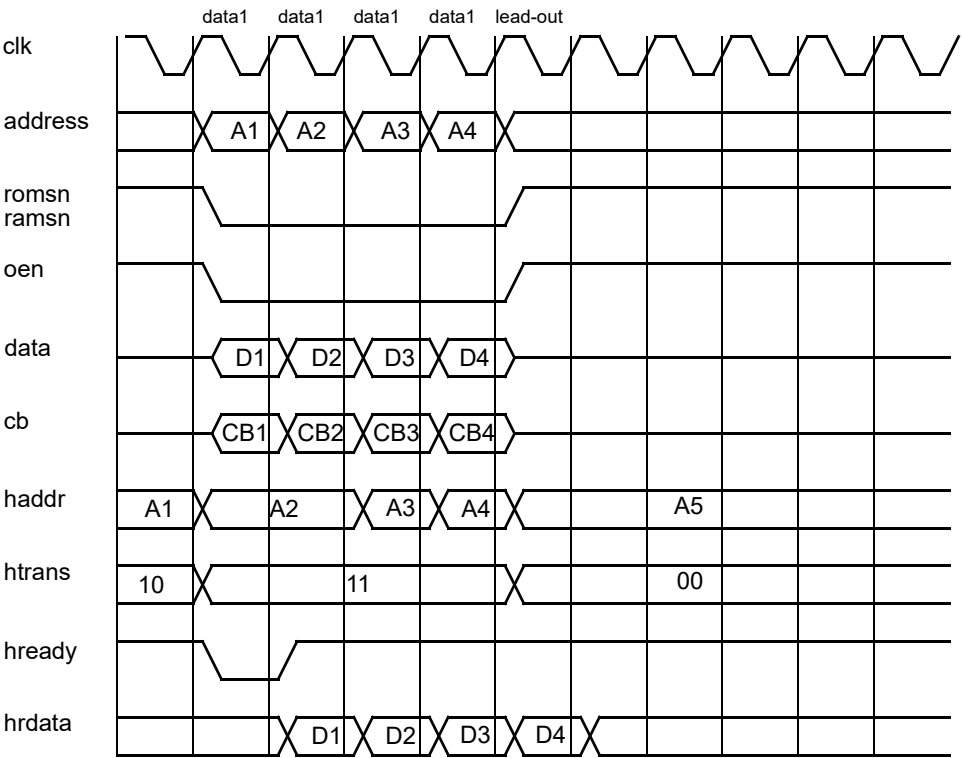 data1 data1 data1 data1 lead-out
clk
address A1 A2 A3 A4
romsn
ramsn
oen
data D1 D2 D3 D4
cb CB1 CB2 CB3 CB4
haddr A1 A2 A3 A4 A5
htrans 10 11 00
hready
hrdata D1 D2 D3 D4